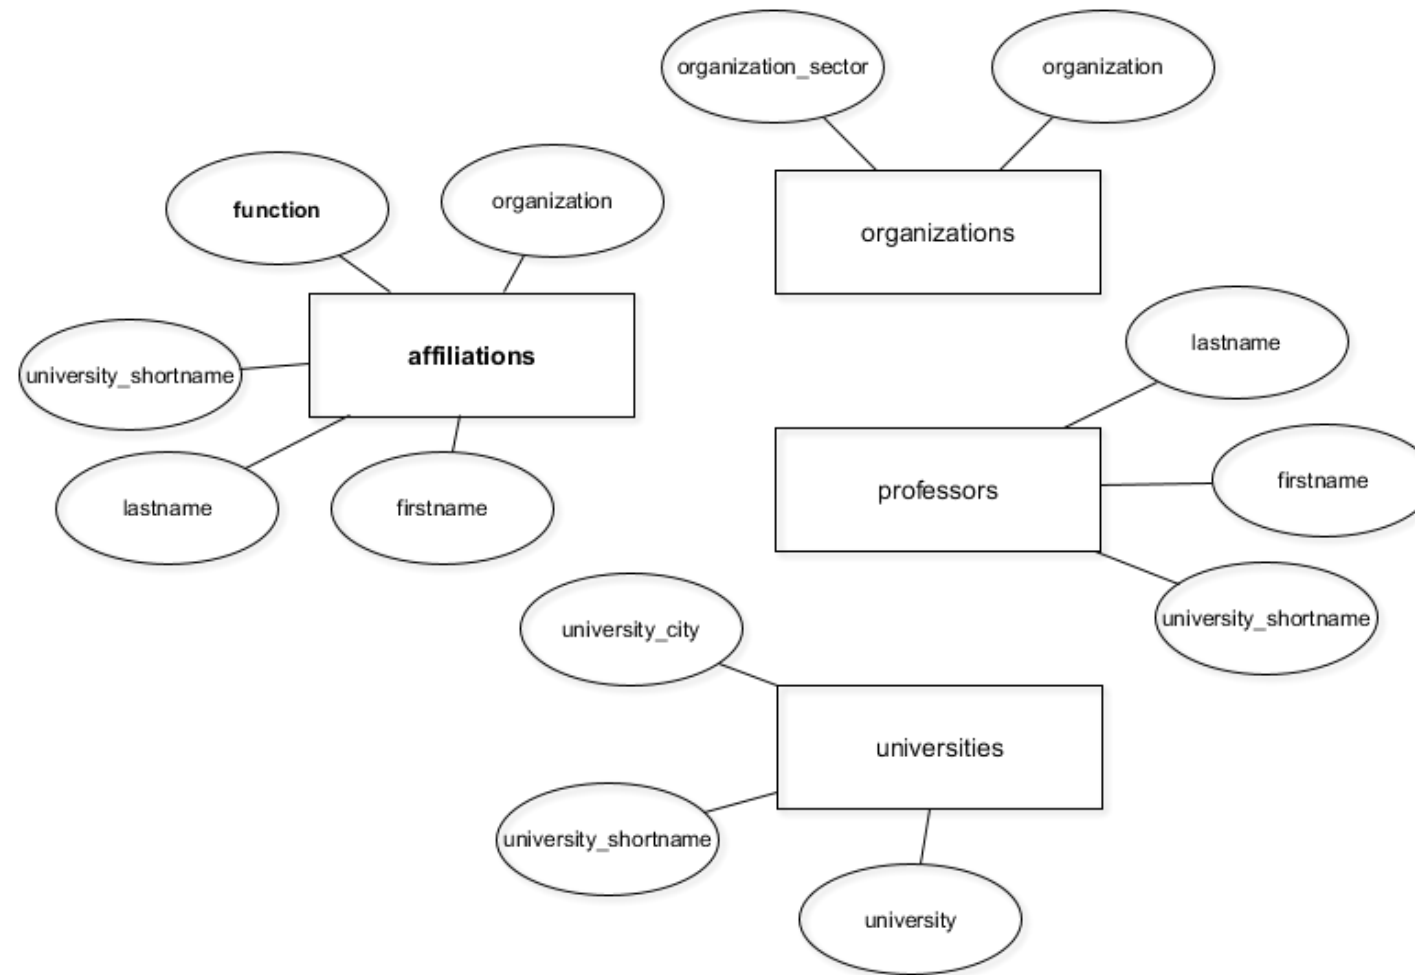 organization_sector
organization
function
organization
organizations
affiliations
university_shortname
lastname
firstname
lastname
professors
firstname
university_shortname
university_city
universities
university_shortname
university